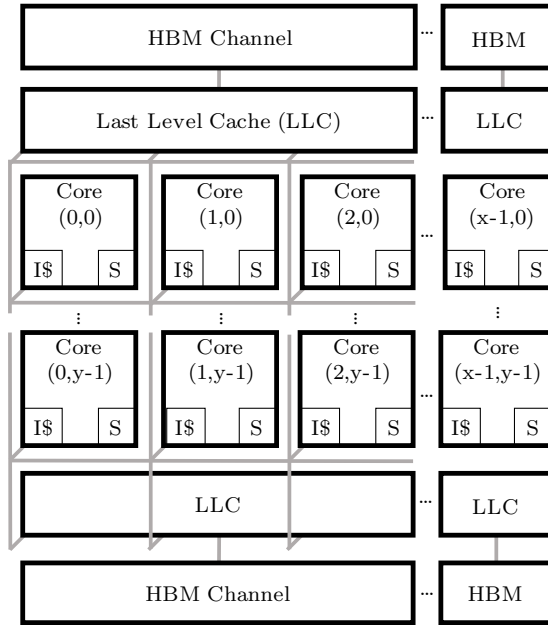 HBM Channel ... HBM
Last Level Cache (LLC) ... LLC
Core Core Core Core
(0,0) (1,0) (2,0) ... (x-1,0)
I$ S I$ S I$ S I$ S
... ... ... ...
Core Core Core Core
(0,y-1) (1,y-1) (2,y-1) ... (x-1,y-1)
I$ S I$ S I$ S I$ S
LLC ... LLC
HBM Channel ... HBM